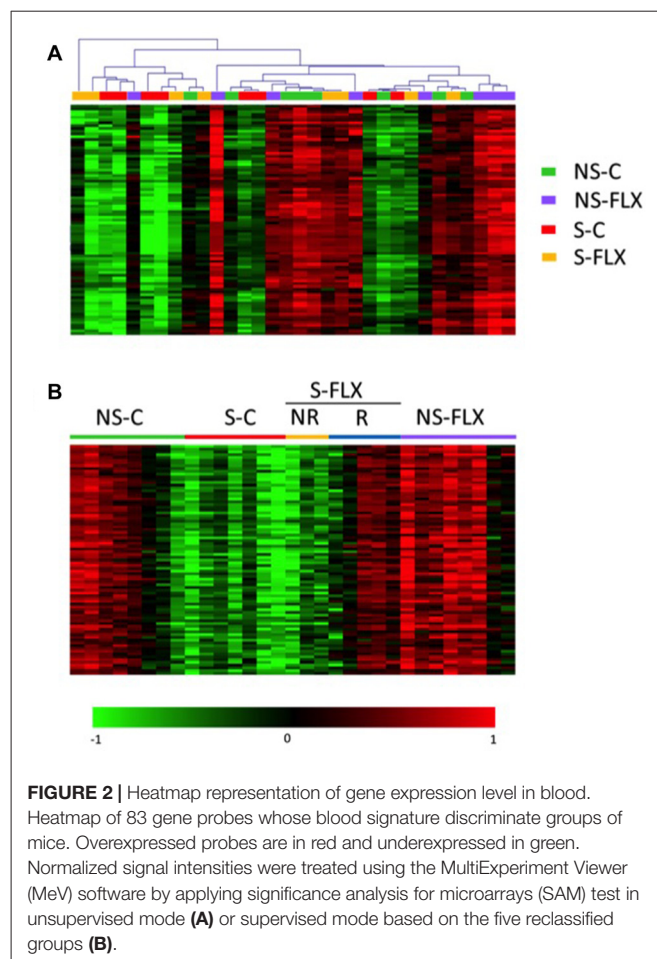 A
NS-C
NS-FLX
S-C
S-FLX
B
S-FLX
NS-C
S-C
NR
R
NS-FLX
-1
0
1
FIGURE 2 | Heatmap representation of gene expression level in blood.
Heatmap of 83 gene probes whose blood signature discriminate groups of
mice. Overexpressed probes are in red and underexpressed in green.
Normalized signal intensities were treated using the MultiExperiment Viewer
(MeV) software by applying significance analysis for microarrays (SAM) test in
unsupervised mode (A) or supervised mode based on the five reclassified
groups (B).